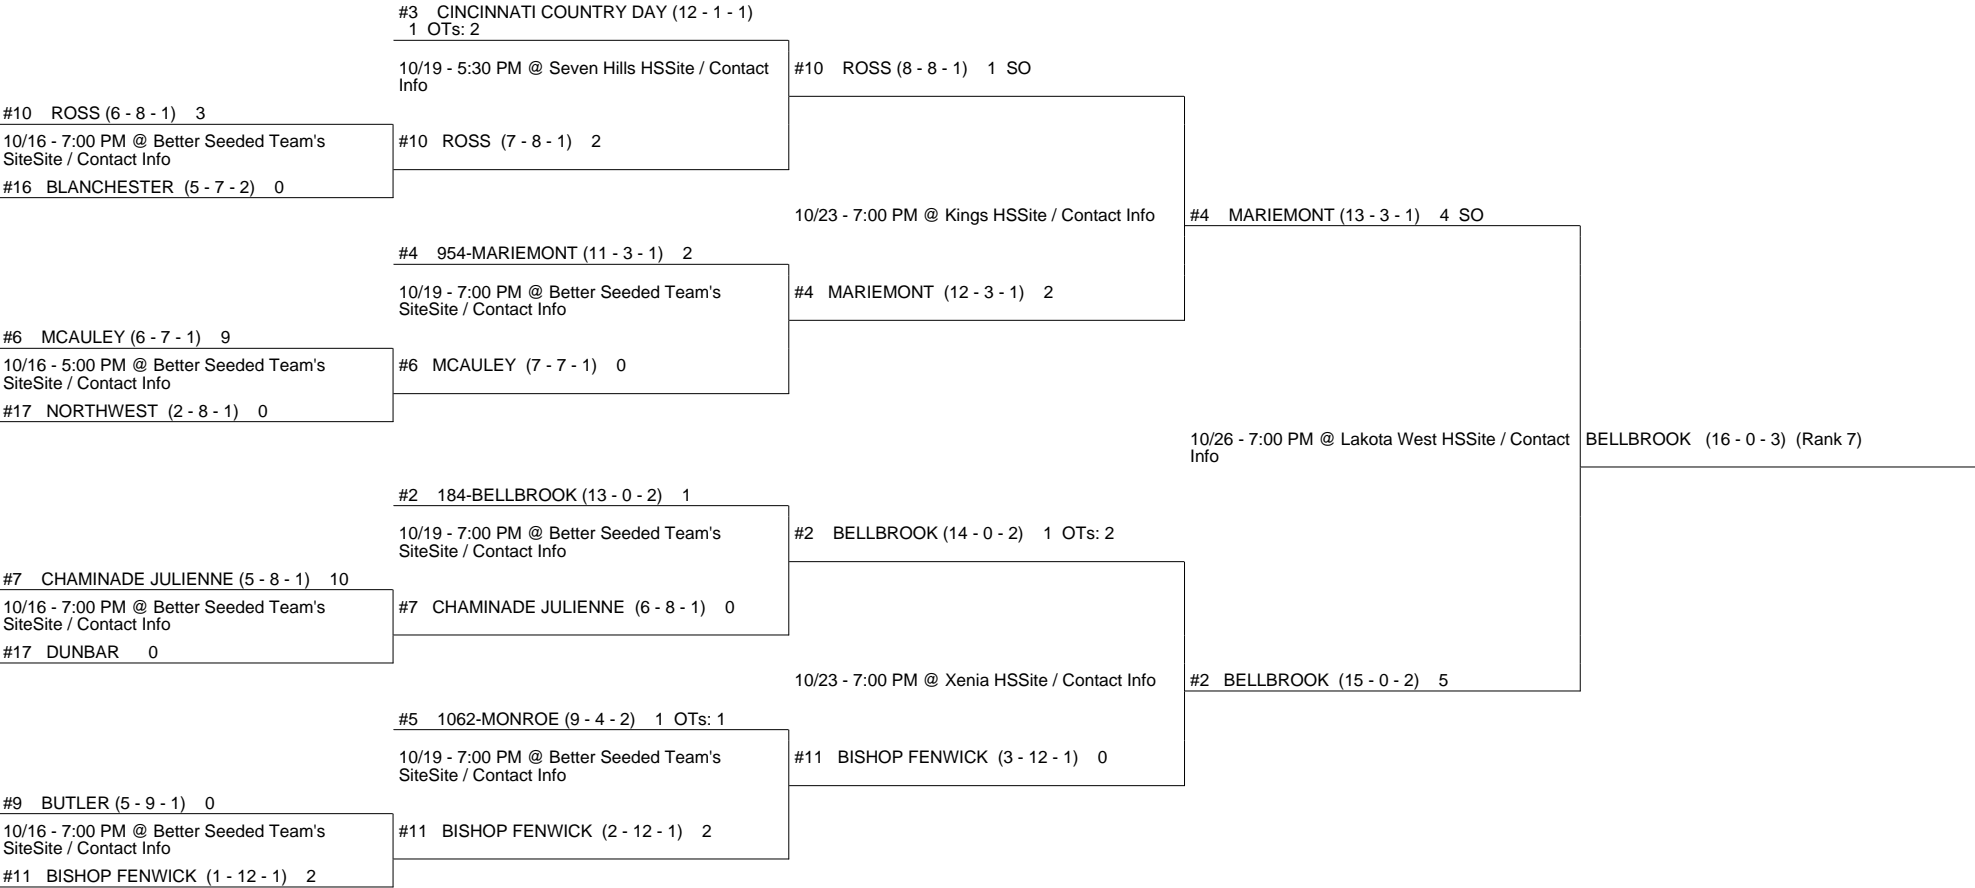 #3 CINCINNATI COUNTRY DAY (12 - 1 - 1)
1 OTs: 2
10/19 - 5:30 PM @ Seven Hills HSSite / Contact
Info
#10 ROSS (8 - 8 - 1) 1 SO
#10 ROSS (6 - 8 - 1) 3
10/16 - 7:00 PM @ Better Seeded Team's
SiteSite / Contact Info
#10 ROSS (7 - 8 - 1) 2
#16 BLANCHESTER (5 - 7 - 2) 0
10/23 - 7:00 PM @ Kings HSSite / Contact Info
#4 MARIEMONT (13 - 3 - 1) 4 SO
#4 954-MARIEMONT (11 - 3 - 1) 2
10/19 - 7:00 PM @ Better Seeded Team's
SiteSite / Contact Info
#4 MARIEMONT (12 - 3 - 1) 2
#6 MCAULEY (6 - 7 - 1) 9
10/16 - 5:00 PM @ Better Seeded Team's
SiteSite / Contact Info
#6 MCAULEY (7 - 7 - 1) 0
#17 NORTHWEST (2 - 8 - 1) 0
10/26 - 7:00 PM @ Lakota West HSSite / Contact
Info
BELLBROOK (16 - 0 - 3) (Rank 7)
#2 184-BELLBROOK (13 - 0 - 2) 1
10/19 - 7:00 PM @ Better Seeded Team's
SiteSite / Contact Info
#2 BELLBROOK (14 - 0 - 2) 1 OTs: 2
#7 CHAMINADE JULIENNE (5 - 8 - 1) 10
10/16 - 7:00 PM @ Better Seeded Team's
SiteSite / Contact Info
#7 CHAMINADE JULIENNE (6 - 8 - 1) 0
#17 DUNBAR 0
10/23 - 7:00 PM @ Xenia HSSite / Contact Info
#2 BELLBROOK (15 - 0 - 2) 5
#5 1062-MONROE (9 - 4 - 2) 1 OTs: 1
10/19 - 7:00 PM @ Better Seeded Team's
SiteSite / Contact Info
#11 BISHOP FENWICK (3 - 12 - 1) 0
#9 BUTLER (5 - 9 - 1) 0
10/16 - 7:00 PM @ Better Seeded Team's
SiteSite / Contact Info
#11 BISHOP FENWICK (2 - 12 - 1) 2
#11 BISHOP FENWICK (1 - 12 - 1) 2